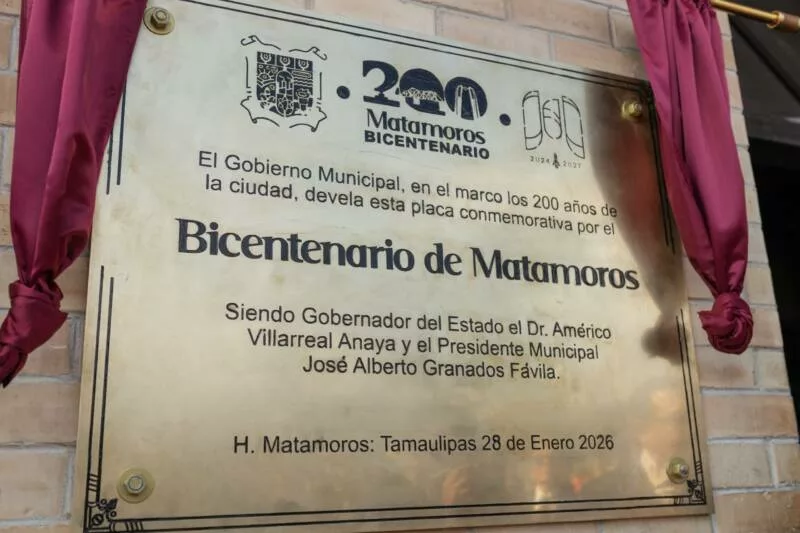 200
Matamoros
BICENTENARIO
2024 2027
El Gobierno Municipal, en el marco los 200 años de
la ciudad, devela esta placa conmemorativa por el
Bicentenario de Matamoros
Siendo Gobernador del Estado el Dr. Américo
Villarreal Anaya y el Presidente Municipal
José Alberto Granados Fávila.
H. Matamoros: Tamaulipas 28 de Enero 2026